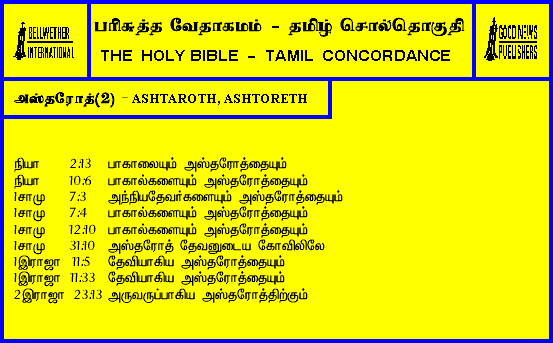 BELLWETHER
INTERNATIONAL
பரிசுத்த வேதாகமம் - தமிழ் சொல்தொகுதி
THE HOLY BIBLE - TAMIL CONCORDANCE
GOOD NEWS
PUBLISHERS
அஸ்தரோத்(2) - ASHTAROTH, ASHTORETH
நியா 2:13 பாகாலையும் அஸ்தரோத்தையும்
நியா 10:6 பாகால்களையும் அஸ்தரோத்தையும்
1சாமு 7:3 அந்நியதேவர்களையும் அஸ்தரோத்தையும்
1சாமு 7:4 பாகால்களையும் அஸ்தரோத்தையும்
1சாமு 12:10 பாகால்களையும் அஸ்தரோத்தையும்
1சாமு 31:10 அஸ்தரோத் தேவனுடைய கோவிலிலே
1இராஜா 11:5 தேவியாகிய அஸ்தரோத்தையும்
1இராஜா 11:33 தேவியாகிய அஸ்தரோத்தையும்
2இராஜா 23:13 அருவருப்பாகிய அஸ்தரோத்திற்கும்